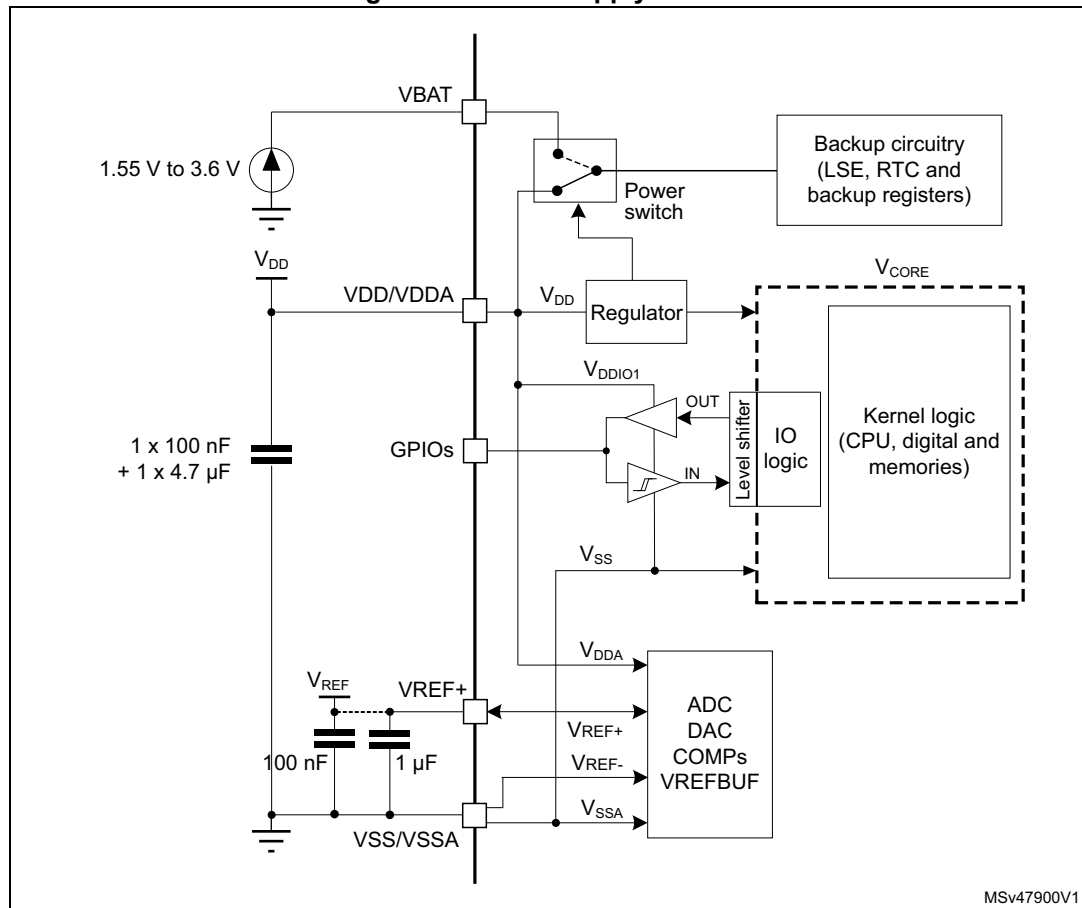 VBAT
1.55 V to 3.6 V
Power
switch
Backup circuitry
(LSE, RTC and
backup registers)
VDD
VDD/VDDA
VDD
Regulator
VCORE
VDDIO1
OUT
GPIOs
IN
Level shifter
IO
logic
Kernel logic
(CPU, digital and
memories)
1 x 100 nF
+ 1 x 4.7 µF
VSS
VDDA
VREF
VREF+
VREF+
100 nF
1 µF
VREF-
ADC
DAC
COMPs
VREFBUF
VSSA
VSS/VSSA
MSv47900V1